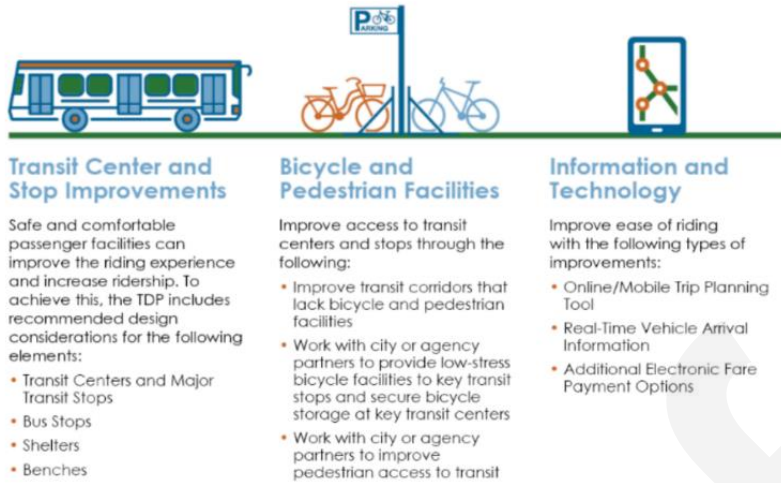 P
PARKING
Transit Center and
Stop Improvements
Safe and comfortable
passenger facilities can
improve the riding experience
and increase ridership. To
achieve this, the TDP includes
recommended design
considerations for the following
elements:
• Transit Centers and Major
Transit Stops
• Bus Stops
• Shelters
• Benches
Bicycle and
Pedestrian Facilities
Improve access to transit
centers and stops through the
following:
• Improve transit corridors that
lack bicycle and pedestrian
facilities
• Work with city or agency
partners to provide low-stress
bicycle facilities to key transit
stops and secure bicycle
storage at key transit centers
• Work with city or agency
partners to improve
pedestrian access to transit
Information and
Technology
Improve ease of riding
with the following types of
improvements:
• Online/Mobile Trip Planning
Tool
• Real-Time Vehicle Arrival
Information
• Additional Electronic Fare
Payment Options